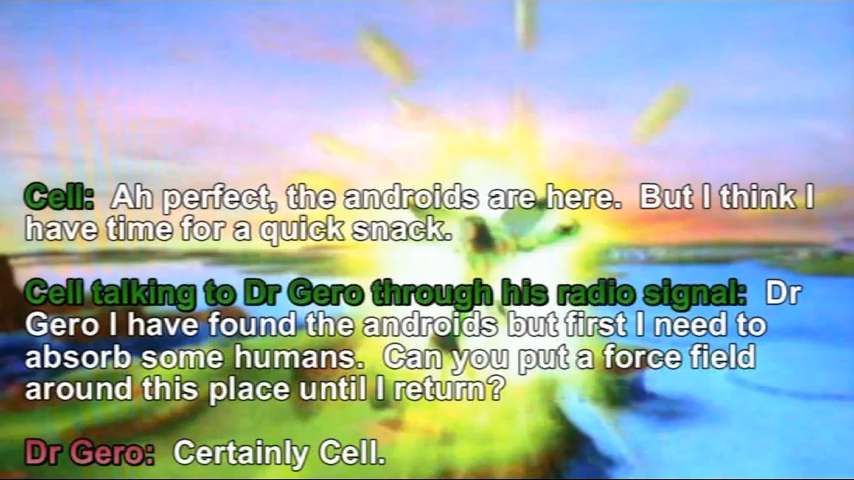 Cell:  Ah perfect, the androids are here.  But I think I
have time for a quick snack.
Cell talking to Dr Gero through his radio signal:  Dr
Gero I have found the androids but first I need to
absorb some humans.  Can you put a force field
around this place until I return?
Dr Gero:  Certainly Cell.